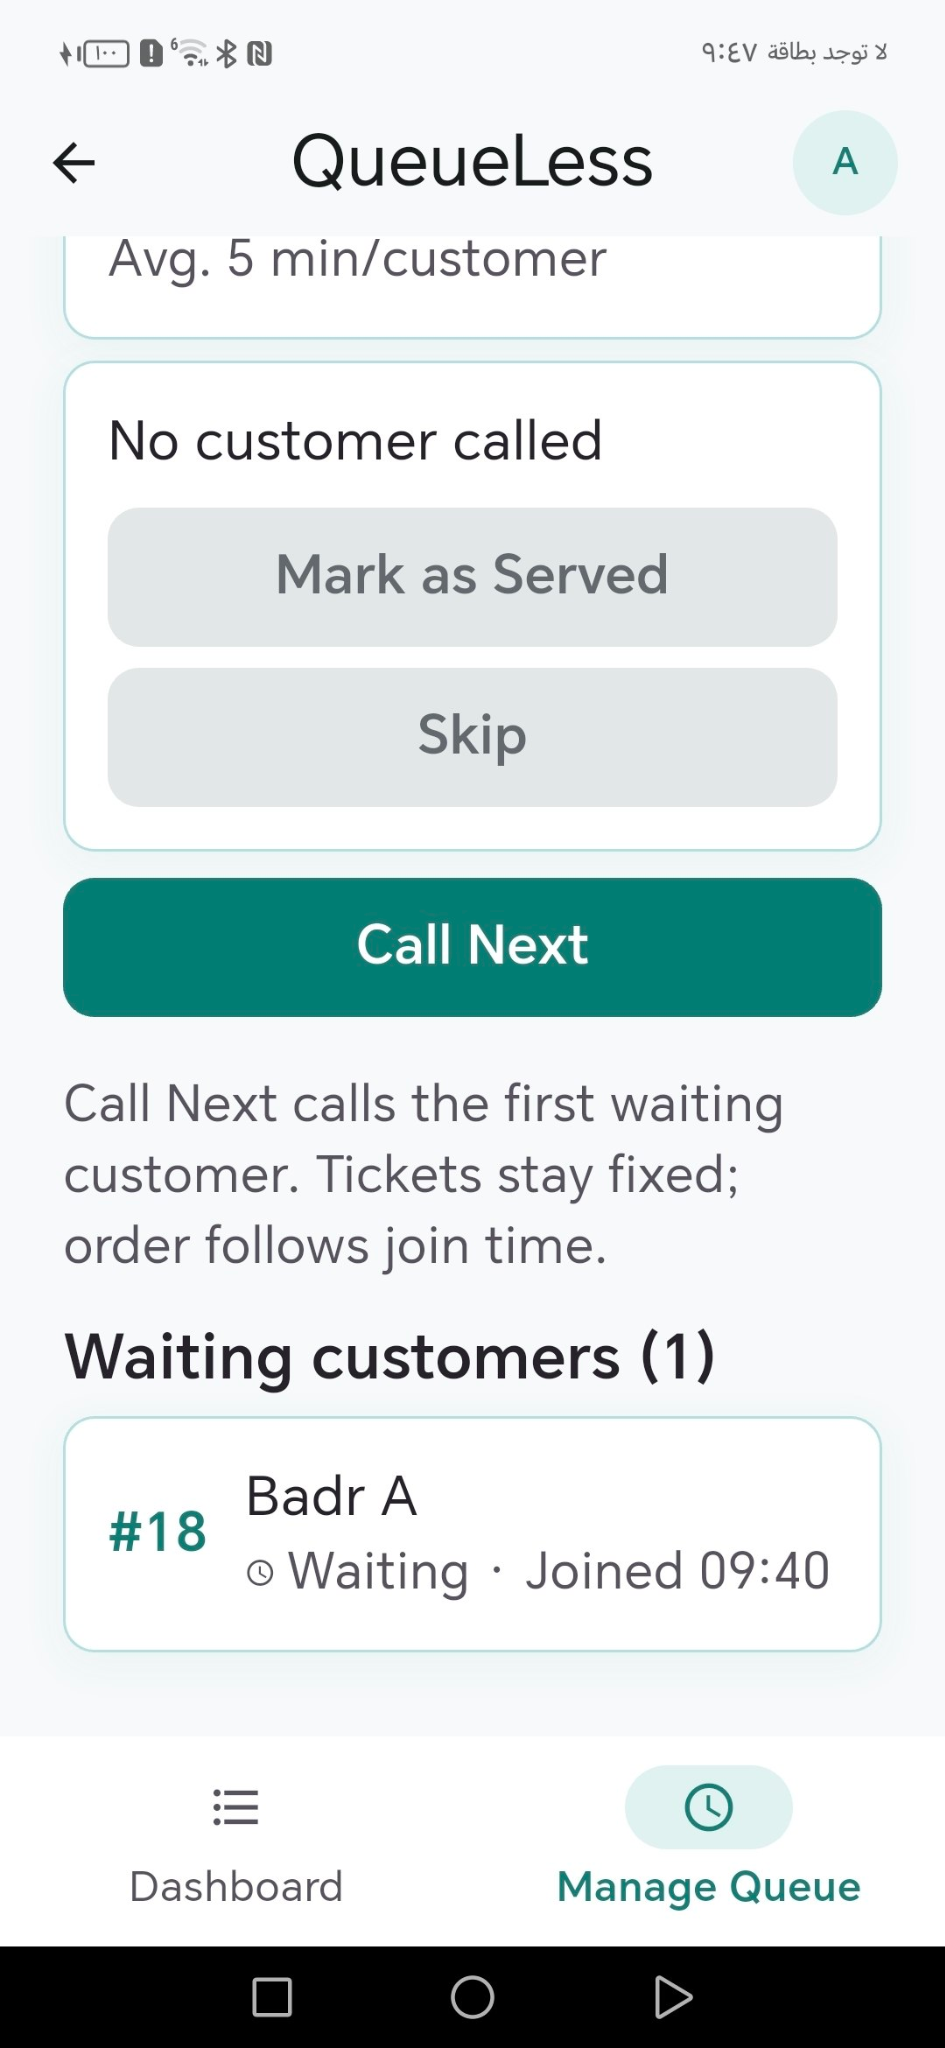 لا توجد بطاقة ٩:٤٧
١٠٠
6
QueueLess
A
Avg. 5 min/customer
No customer called
Mark as Served
Skip
Call Next
Call Next calls the first waiting
customer. Tickets stay fixed;
order follows join time.
Waiting customers (1)
#18
Badr A
Waiting · Joined 09:40
Dashboard
Manage Queue